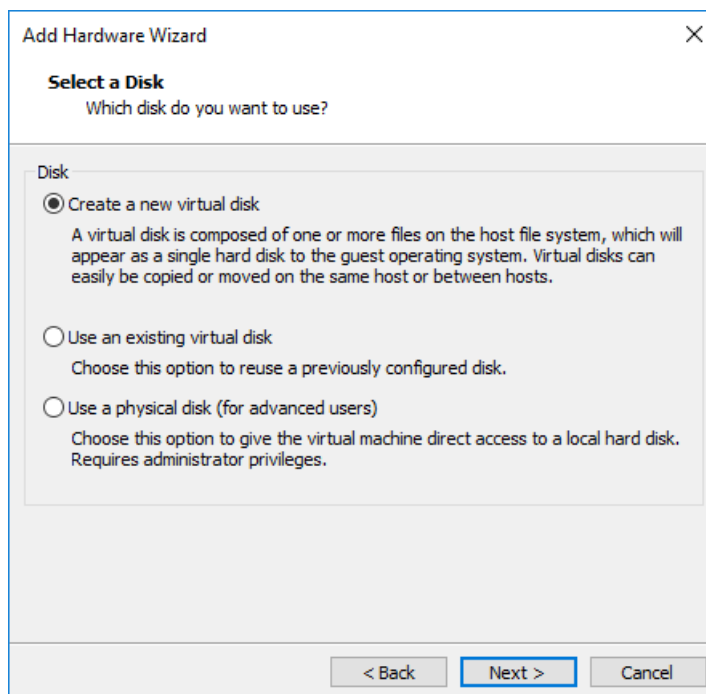 Add Hardware Wizard
Select a Disk
Which disk do you want to use?
Disk
Create a new virtual disk
A virtual disk is composed of one or more files on the host file system, which will
appear as a single hard disk to the guest operating system. Virtual disks can
easily be copied or moved on the same host or between hosts.
Use an existing virtual disk
Choose this option to reuse a previously configured disk.
Use a physical disk (for advanced users)
Choose this option to give the virtual machine direct access to a local hard disk.
Requires administrator privileges.
< Back Next > Cancel